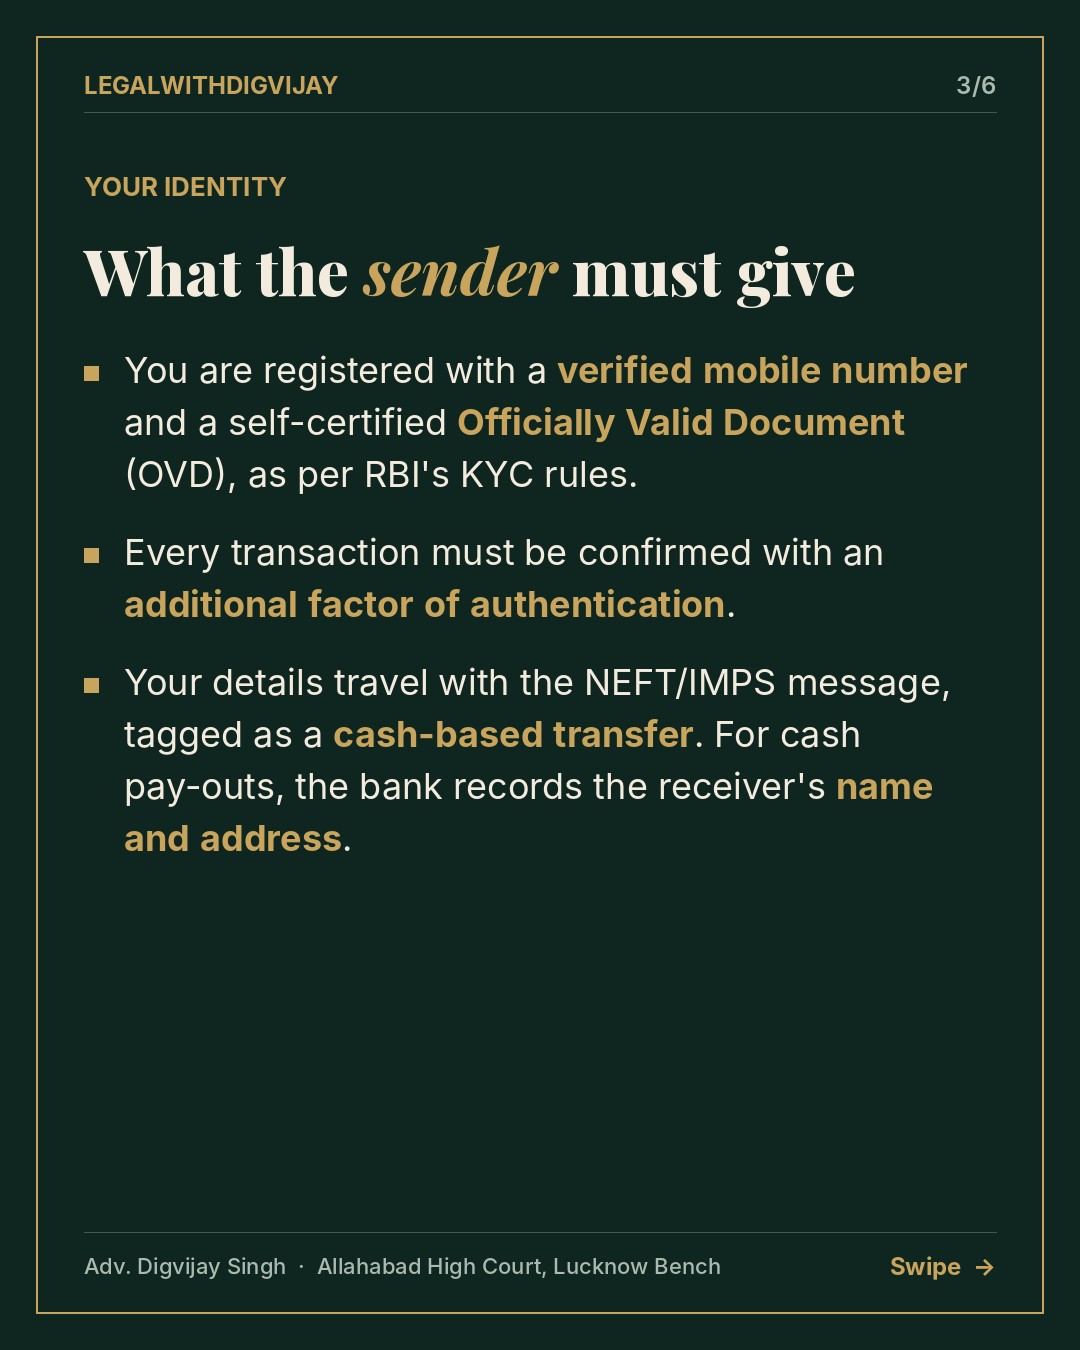 LEGALWITHDIGVIJAY
3/6
YOUR IDENTITY
What the sender must give
■ You are registered with a verified mobile number
and a self-certified Officially Valid Document
(OVD), as per RBI's KYC rules.
■ Every transaction must be confirmed with an
additional factor of authentication.
■ Your details travel with the NEFT/IMPS message,
tagged as a cash-based transfer. For cash
pay-outs, the bank records the receiver's name
and address.
Adv. Digvijay Singh · Allahabad High Court, Lucknow Bench
Swipe →